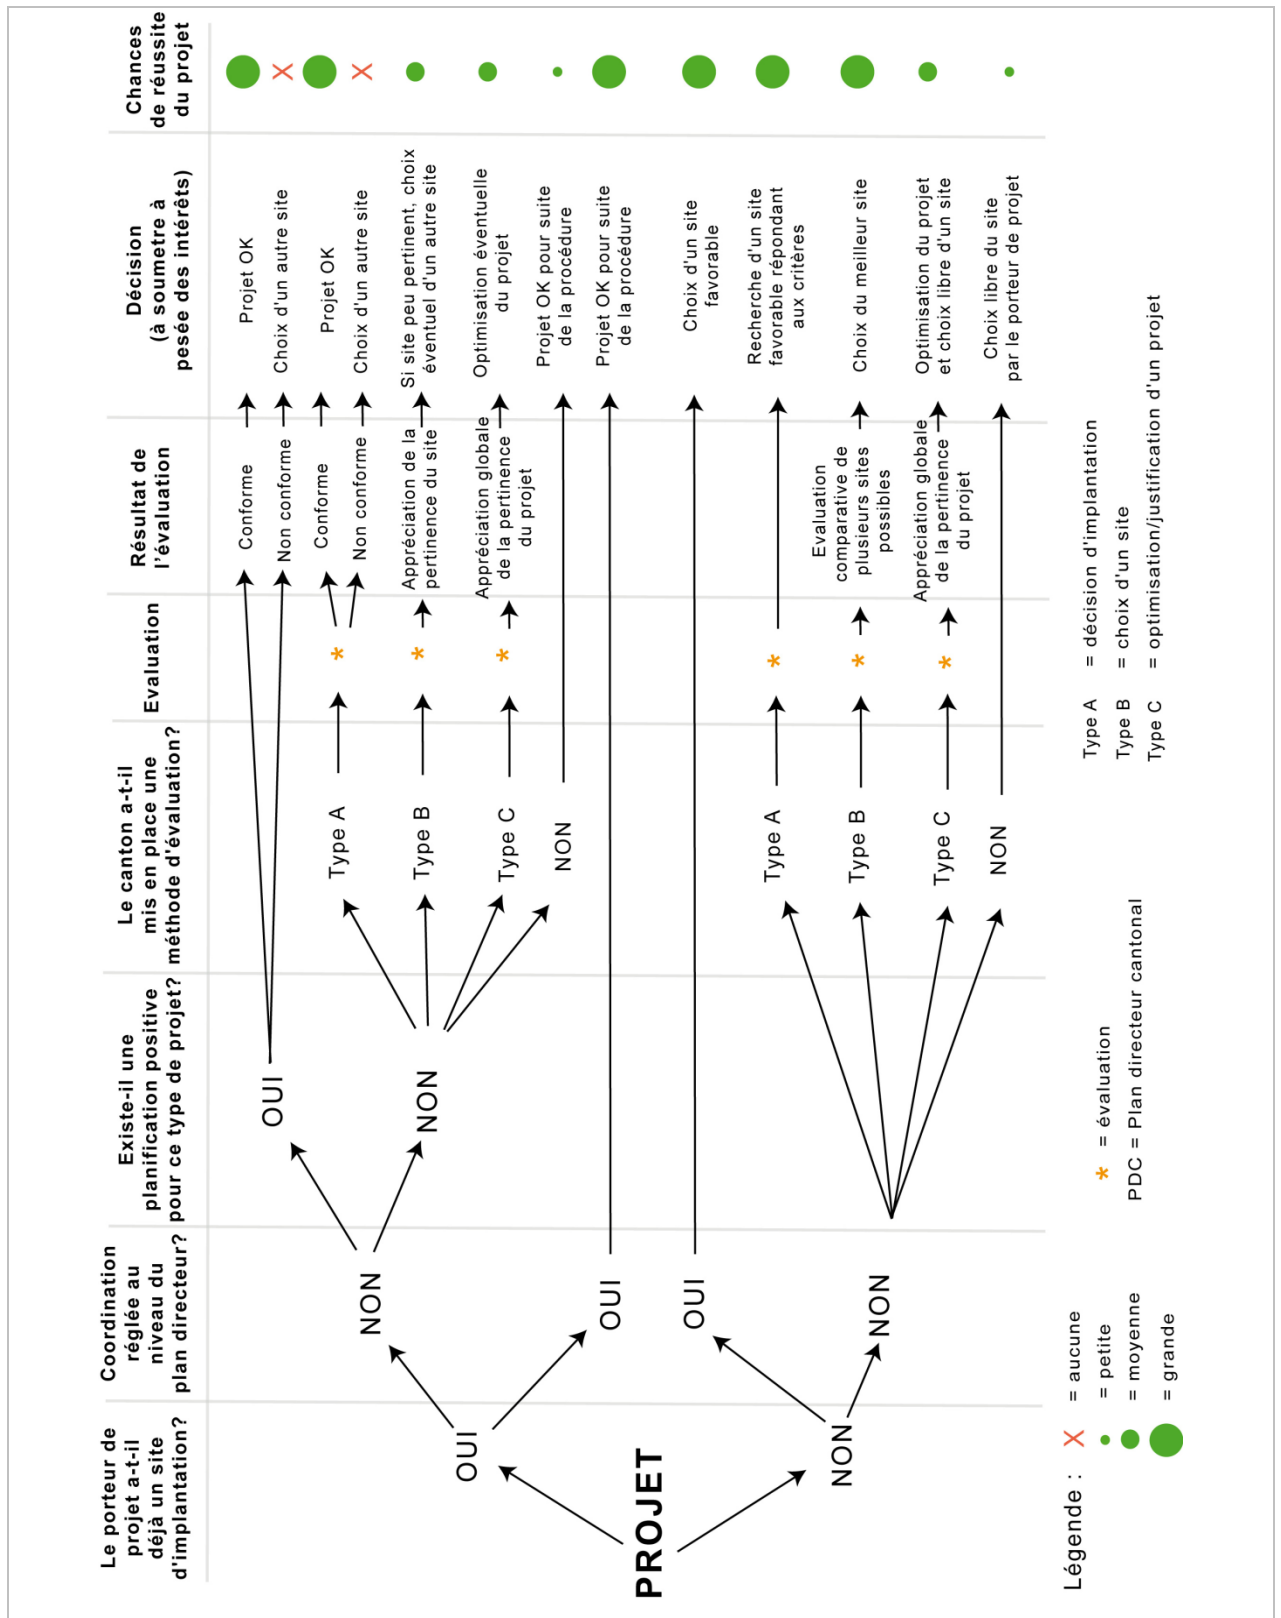 Le porteur de
projet a-t-il
déjà un site
d'implantation?
Coordination
réglée au
niveau du
plan directeur?
Existe-il une
planification positive
pour ce type de projet?
Le canton a-t-il
mis en place une
méthode d'évaluation?
Evaluation
Résultat de
l'évaluation
Décision
(à soumetre à
pesée des intérêts)
Chances
de réussite
du projet
PROJET
OUI
NON
NON
OUI
OUI
NON
OUI
NON
Type A
Type B
Type C
NON
Type A
Type B
Type C
NON
*
*
*
*
*
*
Conforme
Non conforme
Conforme
Non conforme
Appréciation de la
pertinence du site
Appréciation globale
de la pertinence
du projet
Evaluation
comparative de
plusieurs sites
possibles
Appréciation globale
de la pertinence
du projet
Projet OK
Choix d'un autre site
Projet OK
Choix d'un autre site
Si site peu pertinent, choix
éventuel d'un autre site
Optimisation éventuelle
du projet
Projet OK pour suite
de la procédure
Projet OK pour suite
de la procédure
Choix d'un site
favorable
Recherche d'un site
favorable répondant
aux critères
Choix du meilleur site
Optimisation du projet
et choix libre d'un site
Choix libre du site
par le porteur de projet
X
X
Légende :
X = aucune
= petite
= moyenne
= grande
* = évaluation
PDC = Plan directeur cantonal
Type A = décision d'implantation
Type B = choix d'un site
Type C = optimisation/justification d'un projet